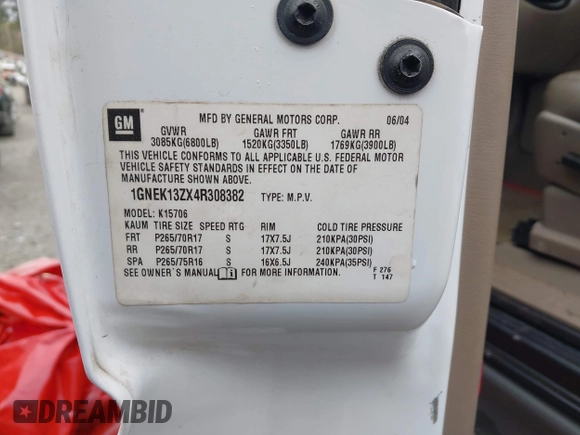 GM
MFD BY GENERAL MOTORS CORP. 06/04
GVWR GAWR FRT GAWR RR
3085KG(6800LB) 1520KG(3350LB) 1769KG(3900LB)
THIS VEHICLE CONFORMS TO ALL APPLICABLE U.S. FEDERAL MOTOR
VEHICLE SAFETY STANDARDS IN EFFECT ON THE DATE OF
MANUFACTURE SHOWN ABOVE.
1GNEK13ZX4R308382 TYPE: M.P.V.
MODEL: K15706
KAUM TIRE SIZE SPEED RTG RIM COLD TIRE PRESSURE
FRT P265/70R17 S 17X7.5J 210KPA(30PSI)
RR P265/70R17 S 17X7.5J 210KPA(30PSI)
SPA P265/75R16 S 16X6.5J 240KPA(35PSI)
SEE OWNER`S MANUAL i FOR MORE INFORMATION.
F 276
T 147
DREAMBID